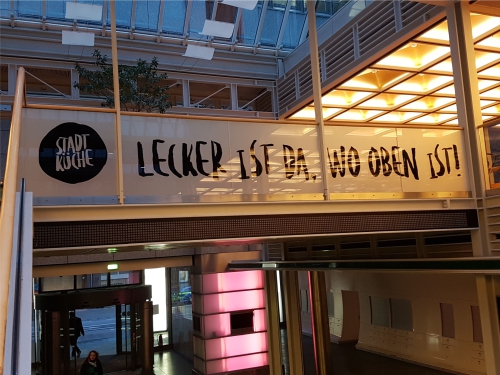 STADT
KÜCHE
LECKER iST DA, WO OBEN iST!